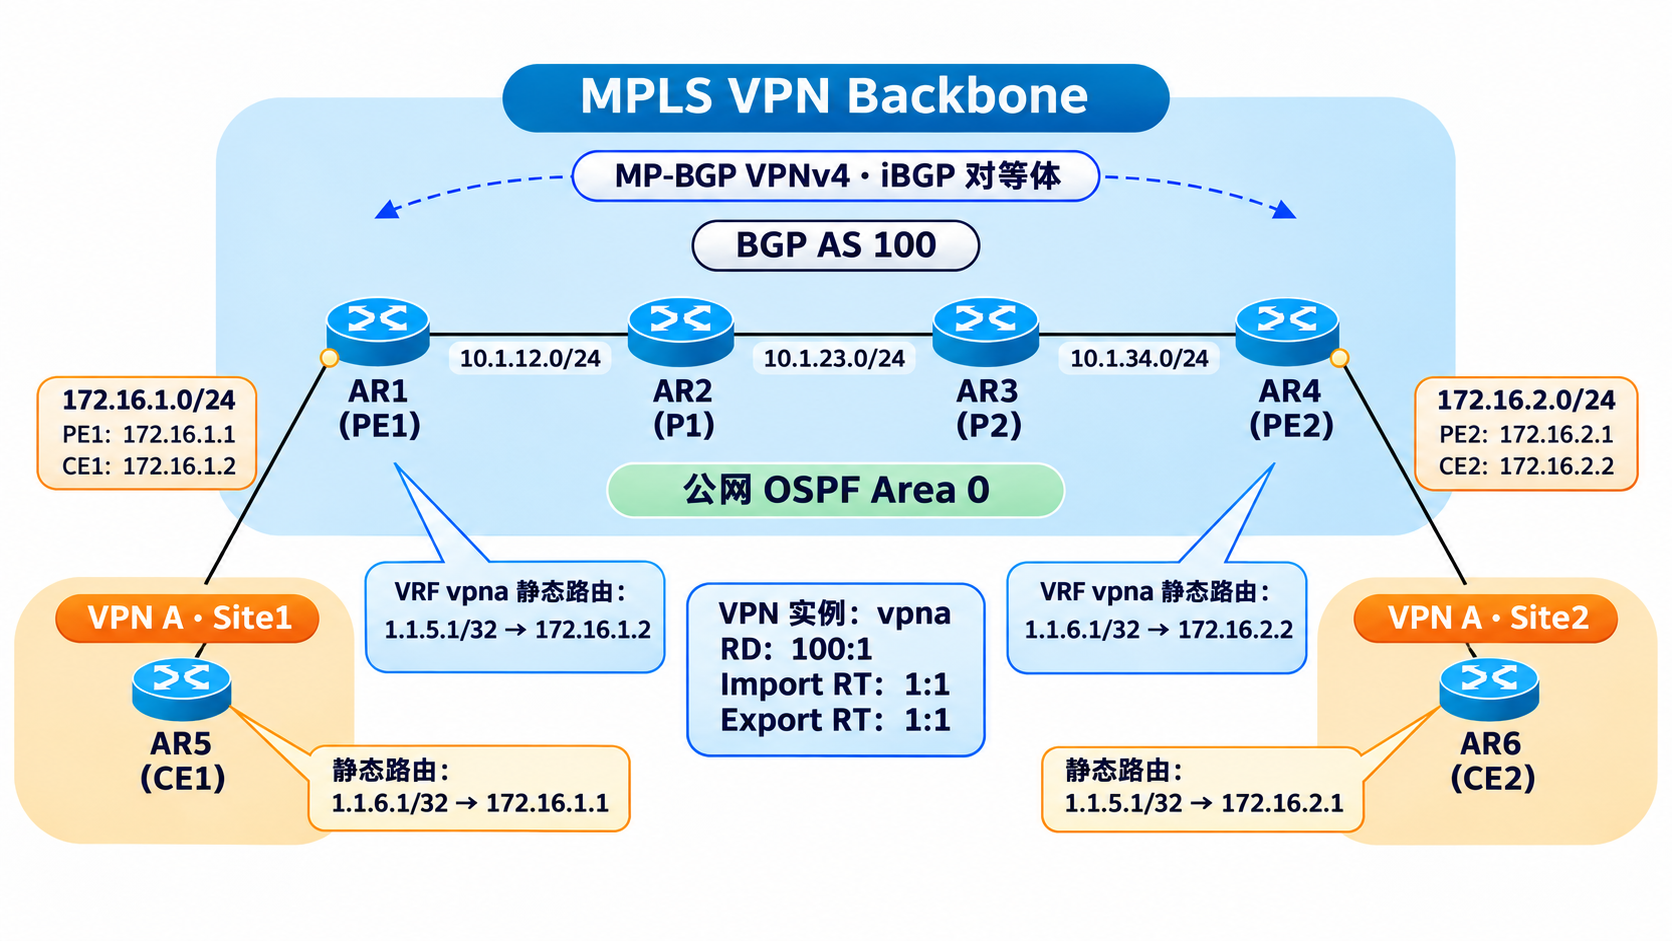 MPLS VPN Backbone
MP-BGP VPNv4 · iBGP 对等体
BGP AS 100
10.1.12.0/24
10.1.23.0/24
10.1.34.0/24
AR1
(PE1)
AR2
(P1)
AR3
(P2)
AR4
(PE2)
172.16.1.0/24
PE1: 172.16.1.1
CE1: 172.16.1.2
172.16.2.0/24
PE2: 172.16.2.1
CE2: 172.16.2.2
公网 OSPF Area 0
VRF vpna 静态路由：
1.1.5.1/32 → 172.16.1.2
VPN 实例：vpna
RD：100:1
Import RT：1:1
Export RT：1:1
VRF vpna 静态路由：
1.1.6.1/32 → 172.16.2.2
VPN A · Site1
AR5
(CE1)
静态路由：
1.1.6.1/32 → 172.16.1.1
VPN A · Site2
AR6
(CE2)
静态路由：
1.1.5.1/32 → 172.16.2.1